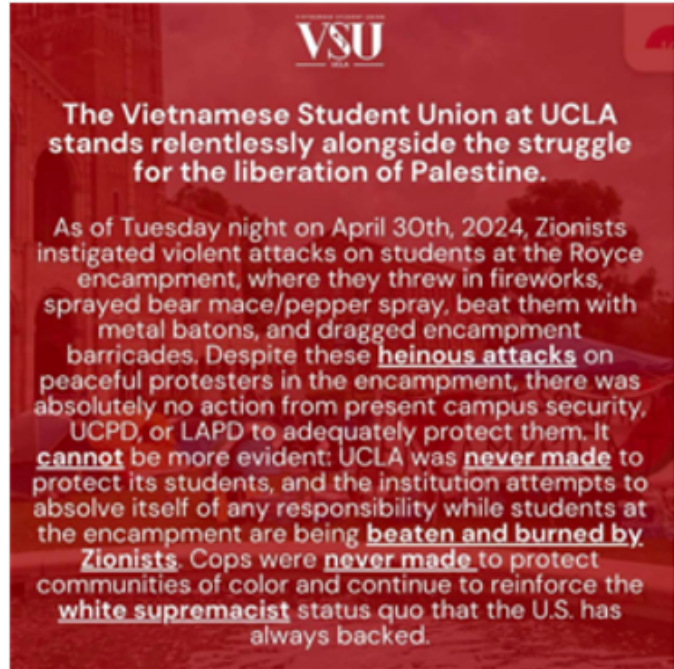 VIETNAMESE STUDENT UNION
VSU
UCLA
The Vietnamese Student Union at UCLA
stands relentlessly alongside the struggle
for the liberation of Palestine.
As of Tuesday night on April 30th, 2024, Zionists
instigated violent attacks on students at the Royce
encampment, where they threw in fireworks,
sprayed bear mace/pepper spray, beat them with
metal batons, and dragged encampment
barricades. Despite these heinous attacks on
peaceful protesters in the encampment, there was
absolutely no action from present campus security,
UCPD, or LAPD to adequately protect them. It
cannot be more evident: UCLA was never made to
protect its students, and the institution attempts to
absolve itself of any responsibility while students at
the encampment are being beaten and burned by
Zionists. Cops were never made to protect
communities of color and continue to reinforce the
white supremacist status quo that the U.S. has
always backed.